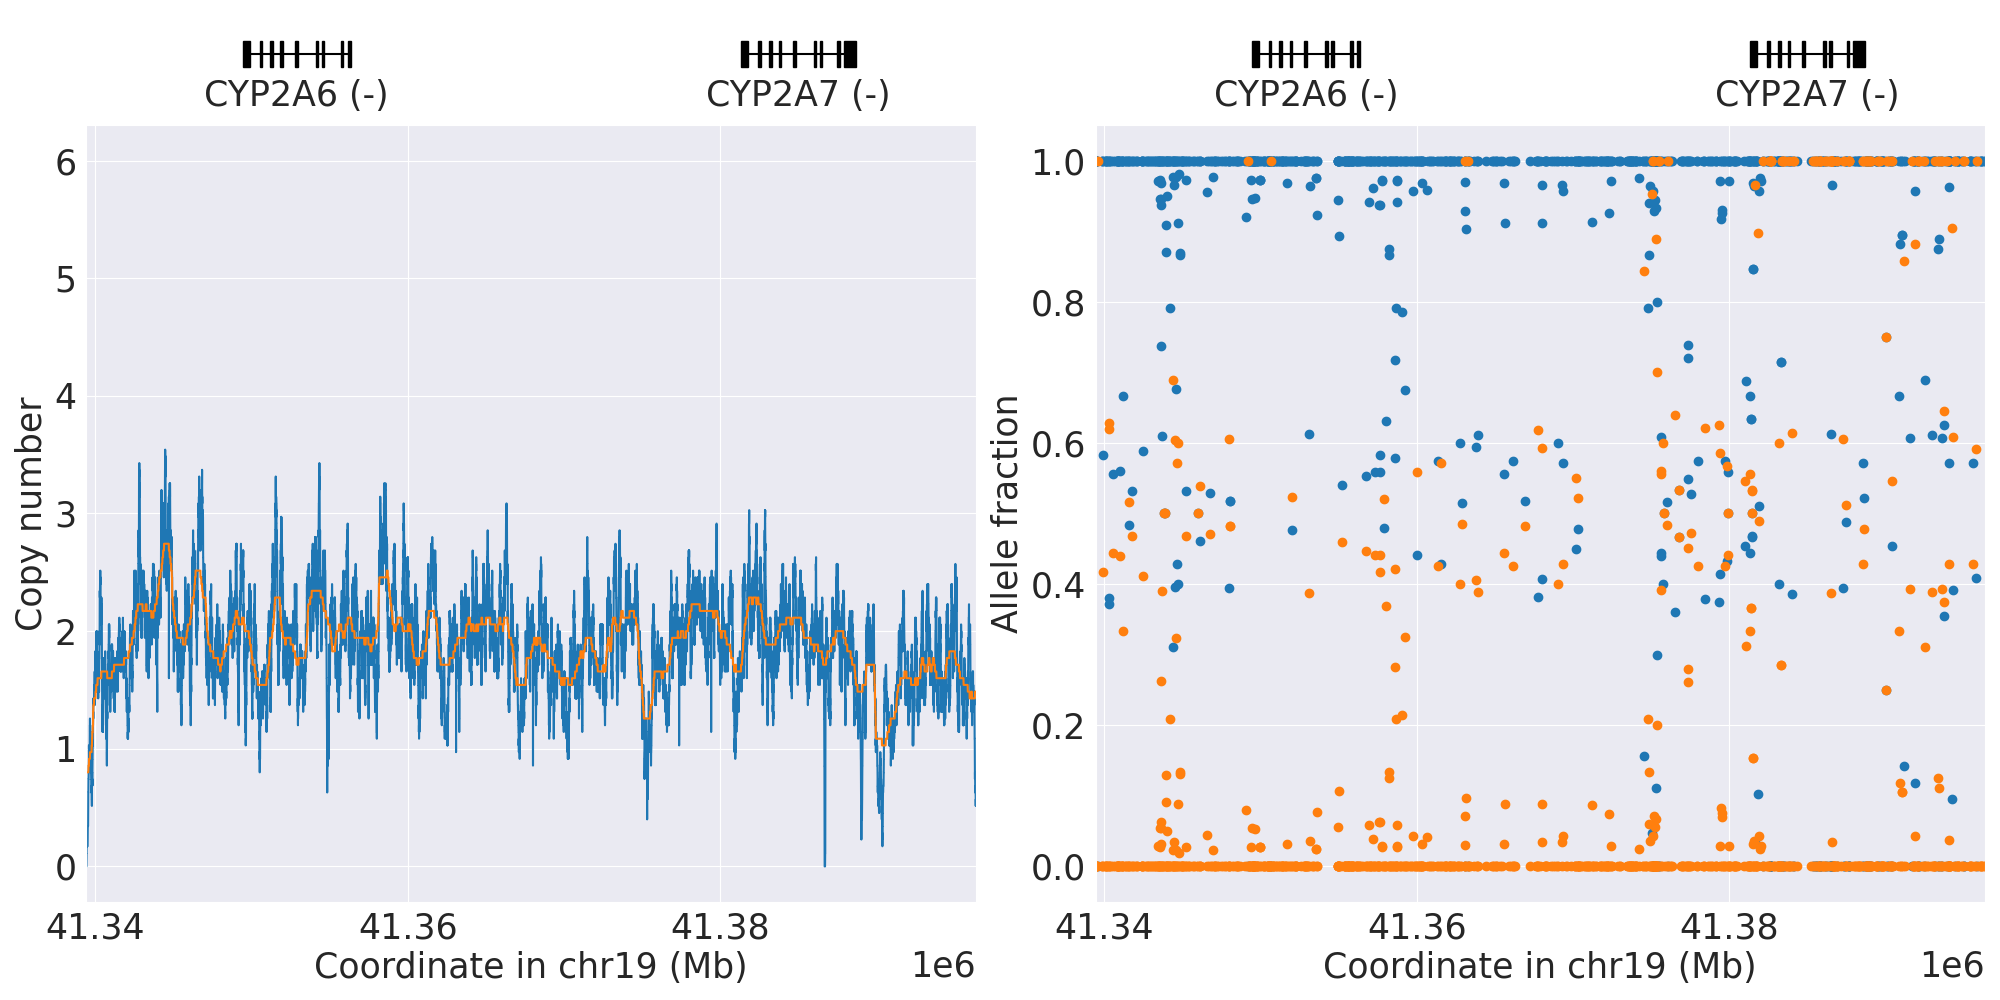 CYP2A6 (-)
CYP2A7 (-)
CYP2A6 (-)
CYP2A7 (-)
6
5
4
3
2
1
0
Copy number
41.34
41.36
41.38
Coordinate in chr19 (Mb)
1e6
1.0
0.8
0.6
0.4
0.2
0.0
Allele fraction
41.34
41.36
41.38
Coordinate in chr19 (Mb)
1e6